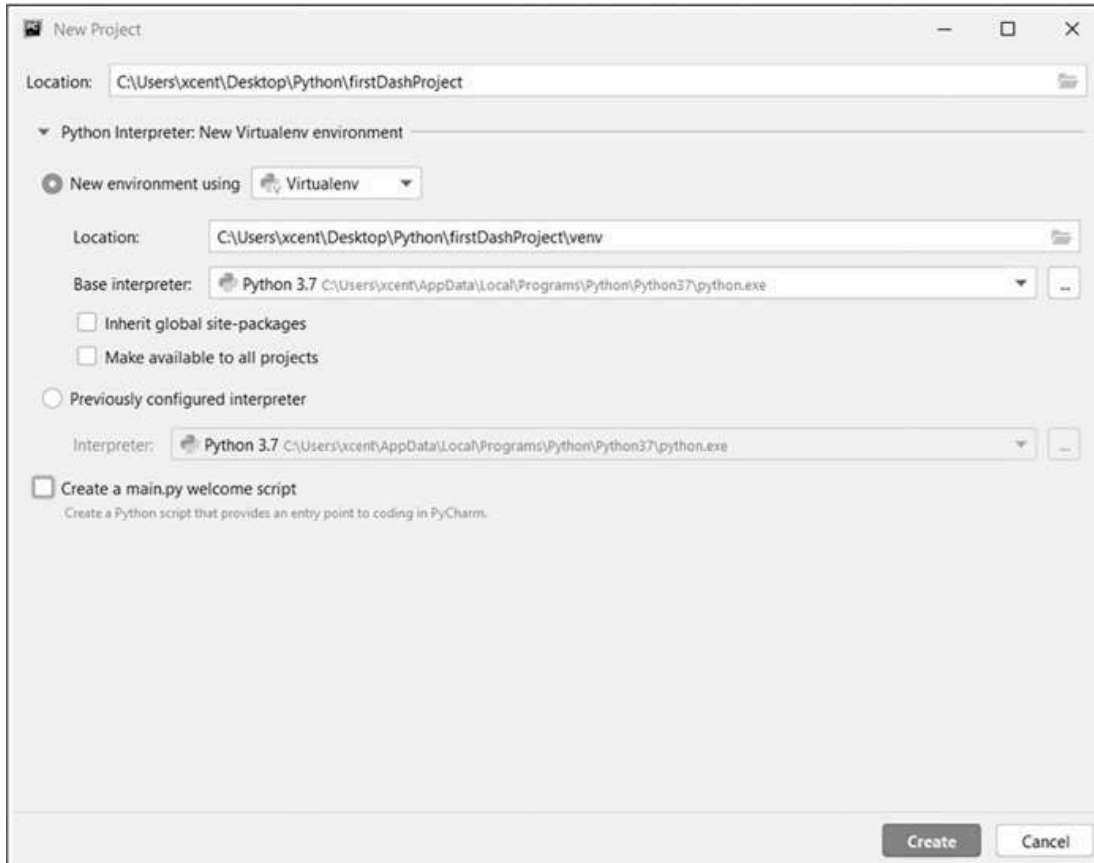 New Project
Location: C:\Users\xcent\Desktop\Python\firstDashProject
Python Interpreter: New Virtualenv environment
New environment using Virtualenv
Location: C:\Users\xcent\Desktop\Python\firstDashProject\venv
Base interpreter: Python 3.7 C:\Users\xcent\AppData\Local\Programs\Python\Python37\python.exe ...
Inherit global site-packages
Make available to all projects
Previously configured interpreter
Interpreter: Python 3.7 C:\Users\xcent\AppData\Local\Programs\Python\Python37\python.exe ...
Create a main.py welcome script
Create a Python script that provides an entry point to coding in PyCharm.
Create Cancel